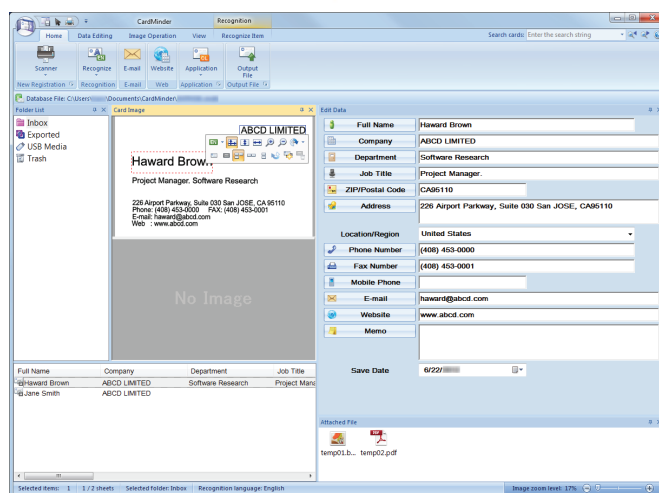 CardMinder
Recognition
Home
Data Editing
Image Operation
View
Recognize Item
Search cards:
Enter the search string
Scanner
Recognize
E-mail
Website
Application
Output
File
New Registration
Recognition
E-mail
Web
Application
Output File
Database File: C:\Users\
\Documents\CardMinder\
Folder List
Card Image
Edit Data
Inbox
Exported
USB Media
Trash
ABCD LIMITED
Haward Brown
Project Manager. Software Research
226 Airport Parkway, Suite 030 San JOSE, CA 95110
Phone: (408) 453-0000 FAX: (408) 453-0001
E-mail: haward@abcd.com
Web : www.abcd.com
No Image
Full Name
Haward Brown
Company
ABCD LIMITED
Department
Software Research
Job Title
Project Manager.
ZIP/Postal Code
CA95110
Address
226 Airport Parkway, Suite 030 San JOSE, CA95110
Location/Region
United States
Phone Number
(408) 453-0000
Fax Number
(408) 453-0001
Mobile Phone
E-mail
haward@abcd.com
Website
www.abcd.com
Memo
Save Date
6/22/
Full Name Company Department Job Title
Haward Brown ABCD LIMITED Software Research Project Mana
Jane Smith ABCD LIMITED
Attached File
temp01.b...
temp02.pdf
Selected items: 1
1 / 2 sheets
Selected folder: Inbox
Recognition language: English
Image zoom level: 17%